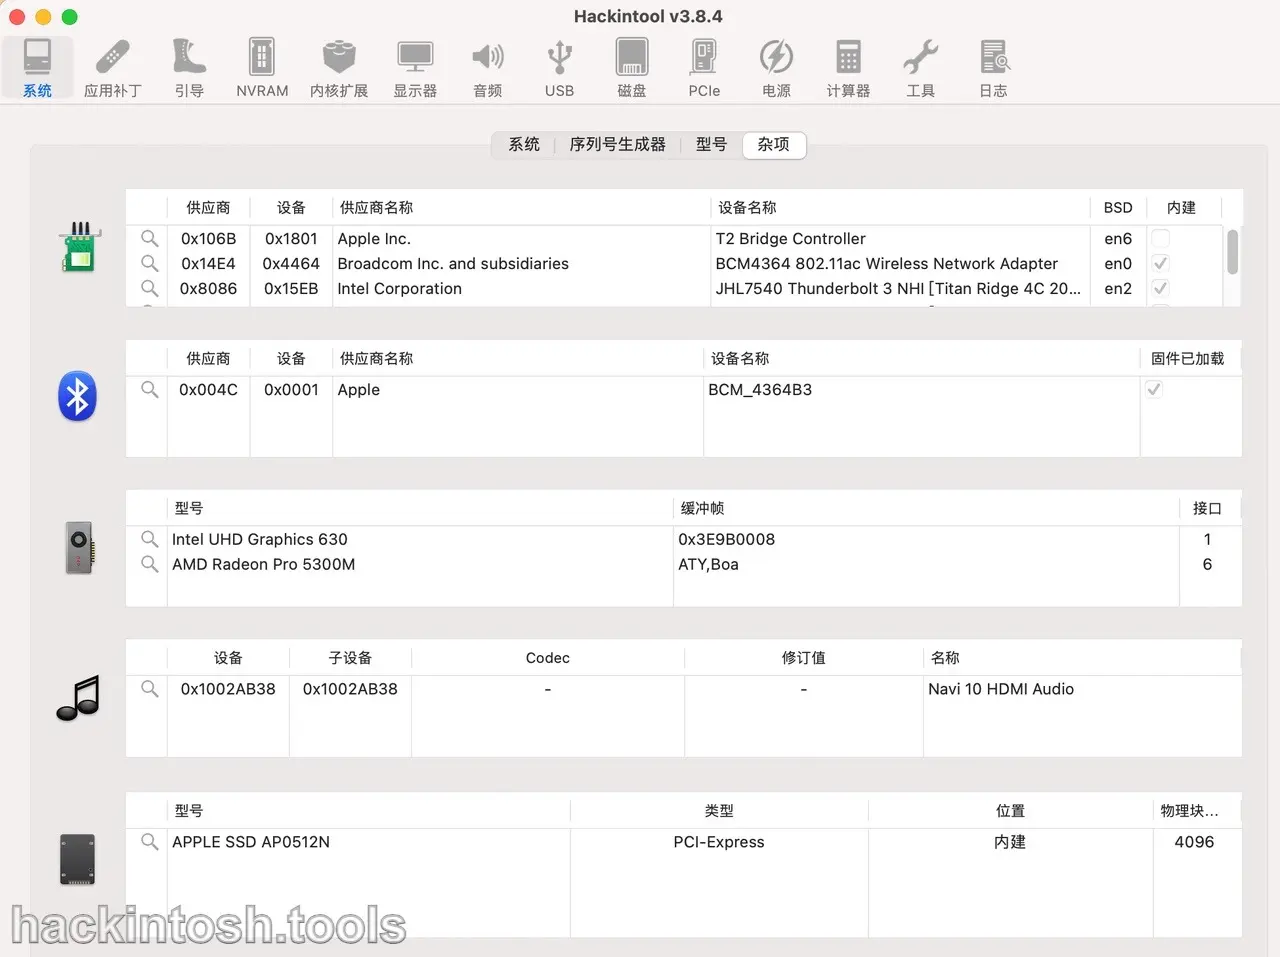 Hackintool v3.8.4
系统 应用补丁 引导 NVRAM 内核扩展 显示器 音频 USB 磁盘 PCIe 电源 计算器 工具 日志
系统 序列号生成器 型号 杂项
供应商 设备 供应商名称 设备名称 BSD 内建
0x106B 0x1801 Apple Inc. T2 Bridge Controller en6
0x14E4 0x4464 Broadcom Inc. and subsidiaries BCM4364 802.11ac Wireless Network Adapter en0
0x8086 0x15EB Intel Corporation JHL7540 Thunderbolt 3 NHI [Titan Ridge 4C 20... en2
供应商 设备 供应商名称 设备名称 固件已加载
0x004C 0x0001 Apple BCM_4364B3
型号 缓冲帧 接口
Intel UHD Graphics 630 0x3E9B0008 1
AMD Radeon Pro 5300M ATY,Boa 6
设备 子设备 Codec 修订值 名称
0x1002AB38 0x1002AB38 - - Navi 10 HDMI Audio
型号 类型 位置 物理块...
APPLE SSD AP0512N PCI-Express 内建 4096
hackintosh.tools